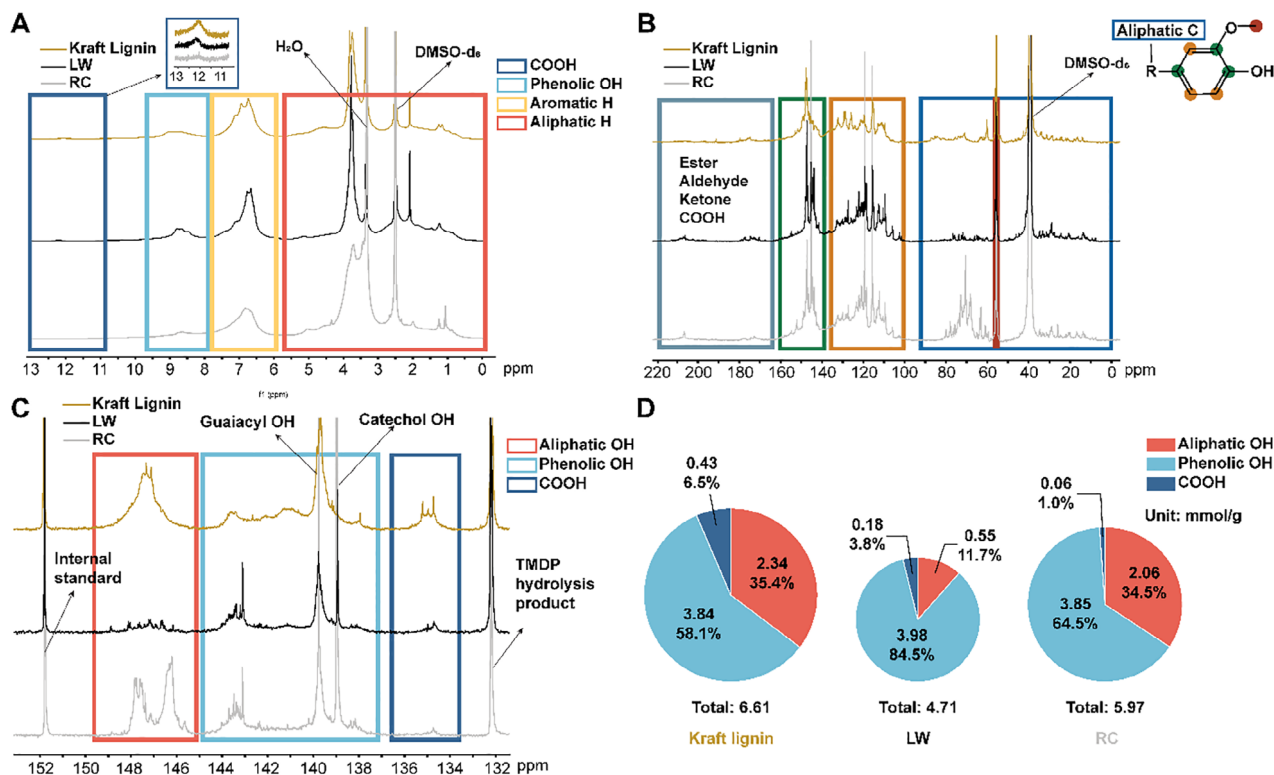 A
Kraft Lignin
LW
RC
13 12 11
H₂O
DMSO-d₆
COOH
Phenolic OH
Aromatic H
Aliphatic H
13 12 11 10 9 8 7 6 5 4 3 2 1 0 ppm
f1 (ppm)
B
Kraft Lignin
LW
RC
Aliphatic C
O
R
OH
DMSO-d₆
Ester
Aldehyde
Ketone
COOH
220 200 180 160 140 120 100 80 60 40 20 0 ppm
C
Kraft Lignin
LW
RC
Guaiacyl OH
Catechol OH
Aliphatic OH
Phenolic OH
COOH
Internal
standard
TMDP
hydrolysis
product
152 150 148 146 144 142 140 138 136 134 132 ppm
D
Aliphatic OH
Phenolic OH
COOH
Unit: mmol/g
0.43
6.5%
2.34
35.4%
3.84
58.1%
Total: 6.61
Kraft lignin
0.18
3.8%
0.55
11.7%
3.98
84.5%
Total: 4.71
LW
0.06
1.0%
2.06
34.5%
3.85
64.5%
Total: 5.97
RC